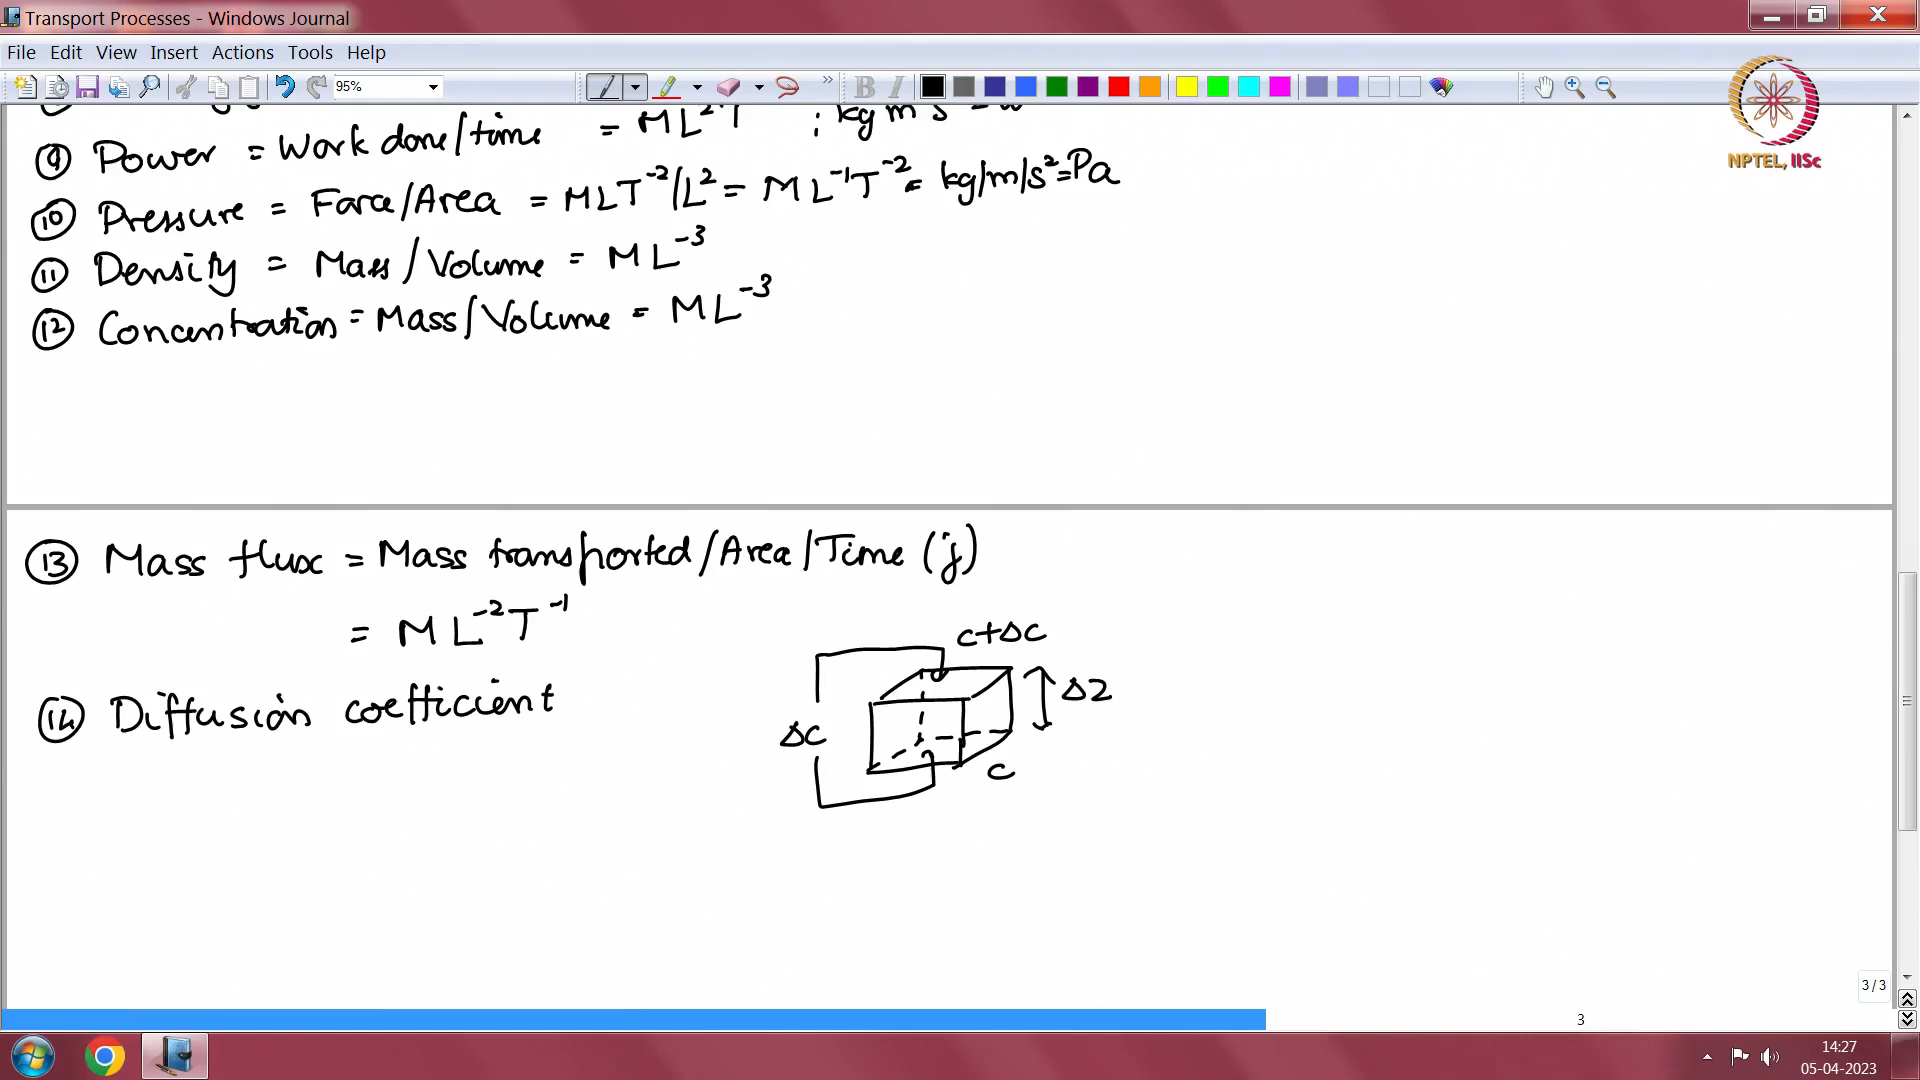 Transport Processes - Windows Journal
File Edit View Insert Actions Tools Help
95%
NPTEL, IISc
⑨ Power = Work done/time = ML²T ; kg m s =
⑩ Pressure = Force/Area = MLT⁻²/L² = ML⁻¹T⁻² = kg/m/s² = Pa
⑪ Density = Mass/Volume = ML⁻³
⑫ Concentration = Mass/Volume = ML⁻³
⑬ Mass flux = Mass transported/Area/Time (j)
= ML⁻²T⁻¹
⑭ Diffusion coefficient
C+ΔC
Δz
ΔC
C
3/3
3
14:27
05-04-2023